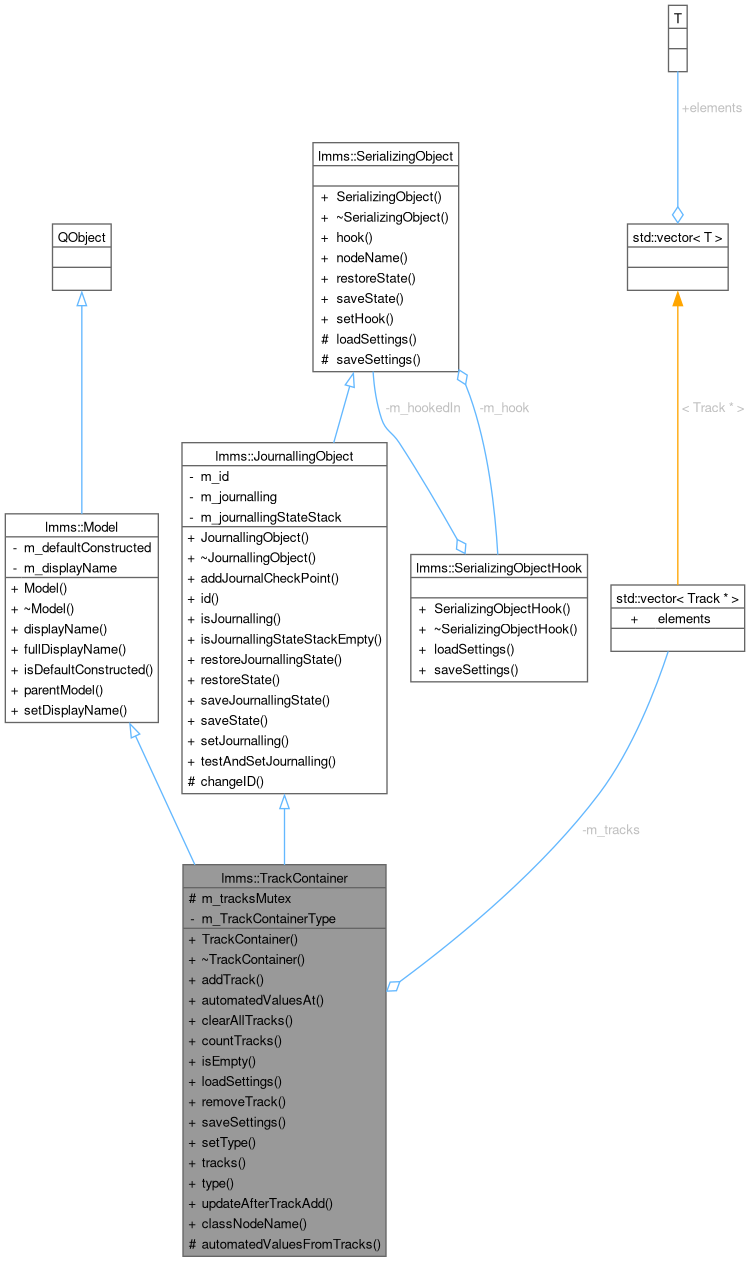 T
+elements
lmms::SerializingObject
+ SerializingObject()
+ ~SerializingObject()
+ hook()
+ nodeName()
+ restoreState()
+ saveState()
+ setHook()
# loadSettings()
# saveSettings()
QObject
std::vector< T >
-m_hookedIn
-m_hook
< Track * >
lmms::JournallingObject
- m_id
- m_journalling
- m_journallingStateStack
+ JournallingObject()
+ ~JournallingObject()
+ addJournalCheckPoint()
+ id()
+ isJournalling()
+ isJournallingStateStackEmpty()
+ restoreJournallingState()
+ restoreState()
+ saveJournallingState()
+ saveState()
+ setJournalling()
+ testAndSetJournalling()
# changeID()
lmms::Model
- m_defaultConstructed
- m_displayName
+ Model()
+ ~Model()
+ displayName()
+ fullDisplayName()
+ isDefaultConstructed()
+ parentModel()
+ setDisplayName()
lmms::SerializingObjectHook
+ SerializingObjectHook()
+ ~SerializingObjectHook()
+ loadSettings()
+ saveSettings()
std::vector< Track * >
+ elements
-m_tracks
lmms::TrackContainer
# m_tracksMutex
- m_TrackContainerType
+ TrackContainer()
+ ~TrackContainer()
+ addTrack()
+ automatedValuesAt()
+ clearAllTracks()
+ countTracks()
+ isEmpty()
+ loadSettings()
+ removeTrack()
+ saveSettings()
+ setType()
+ tracks()
+ type()
+ updateAfterTrackAdd()
+ classNodeName()
# automatedValuesFromTracks()